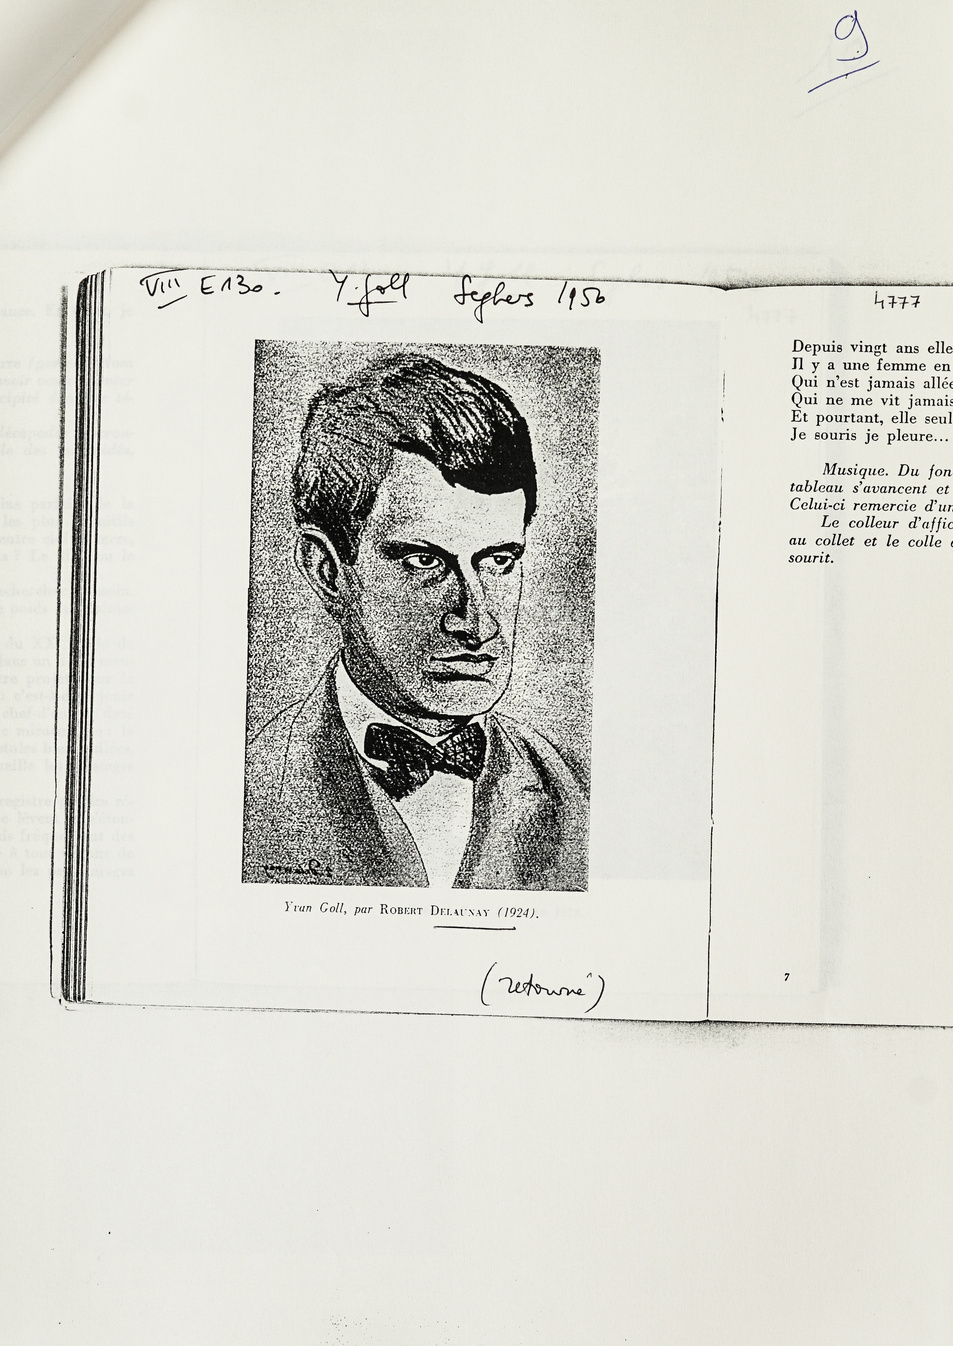 9
VIII E130. Y. Goll Seghers 1956
4777
Yvan Goll, par ROBERT DELAUNAY (1924).
(retourné)
Depuis vingt ans elle
Il y a une femme en
Qui n'est jamais allée
Qui ne me vit jamais
Et pourtant, elle seul
Je souris je pleure...
Musique. Du fon
tableau s'avancent et
Celui-ci remercie d'un
Le colleur d'affic
au collet et le colle
sourit.
7